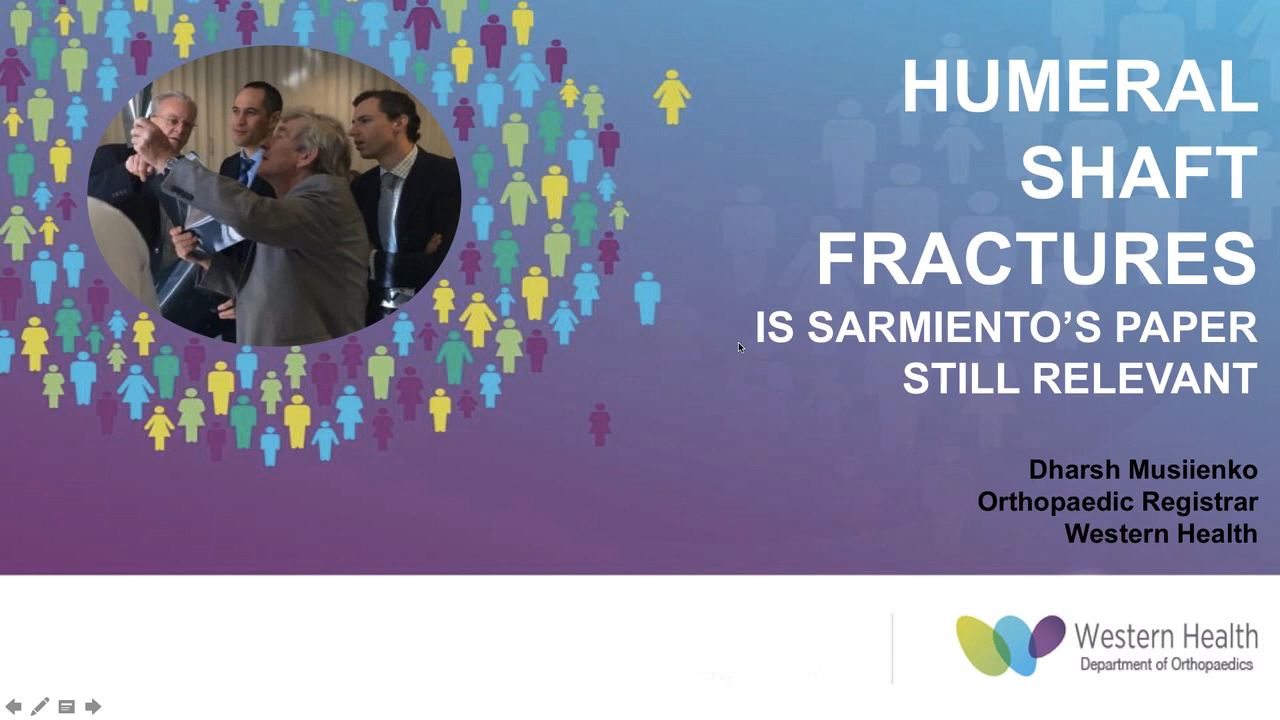 HUMERAL
SHAFT
FRACTURES
IS SARMIENTO’S PAPER
STILL RELEVANT
Dharsh Musiienko
Orthopaedic Registrar
Western Health
Western Health
Department of Orthopaedics